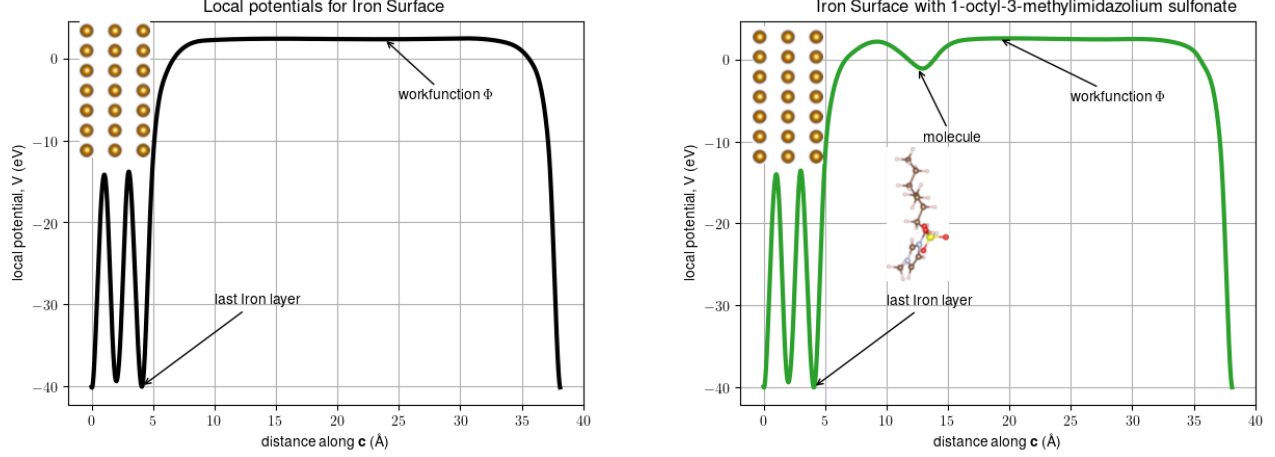 Local potentials for Iron Surface
0
−10
−20
−30
−40
local potential, V (eV)
workfunction Φ
last Iron layer
0 5 10 15 20 25 30 35 40
distance along c (Å)
Iron Surface with 1-octyl-3-methylimidazolium sulfonate
0
−10
−20
−30
−40
local potential, V (eV)
workfunction Φ
molecule
last Iron layer
0 5 10 15 20 25 30 35 40
distance along c (Å)